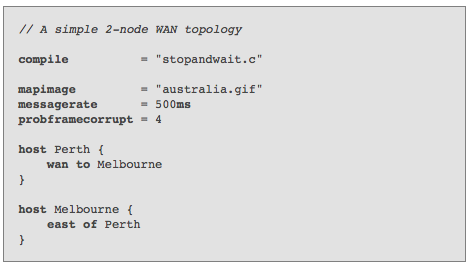 // A simple 2-node WAN topology
compile = "stopandwait.c"
mapimage = "australia.gif"
messagerate = 500ms
probframecorrupt = 4
host Perth {
wan to Melbourne
}
host Melbourne {
east of Perth
}